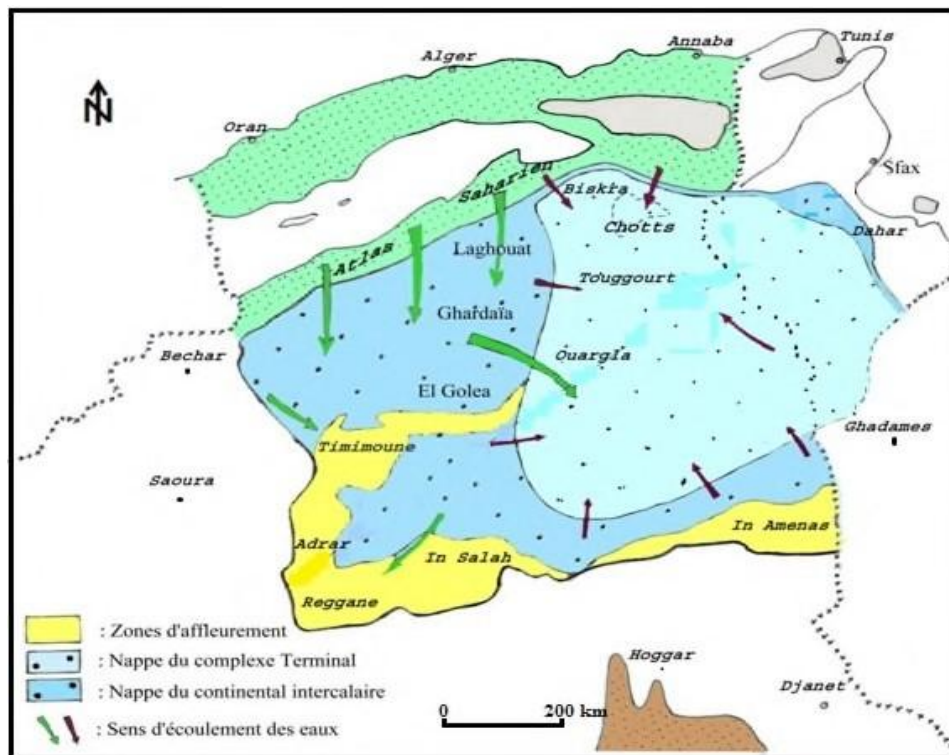 Tunis
Annaba
Alger
N
Oran
Sfax
Saharien
Biskra
Chotts
Dahar
Atlas
Laghouat
Touggourt
Ghardaïa
Ouargla
Bechar
El Golea
Ghadames
Timimoune
Saoura
In Amenas
Adrar
In Salah
Reggane
: Zones d'affleurement
: Nappe du complexe Terminal
: Nappe du continental intercalaire
: Sens d'écoulement des eaux
0 200 km
Hoggar
Djanet